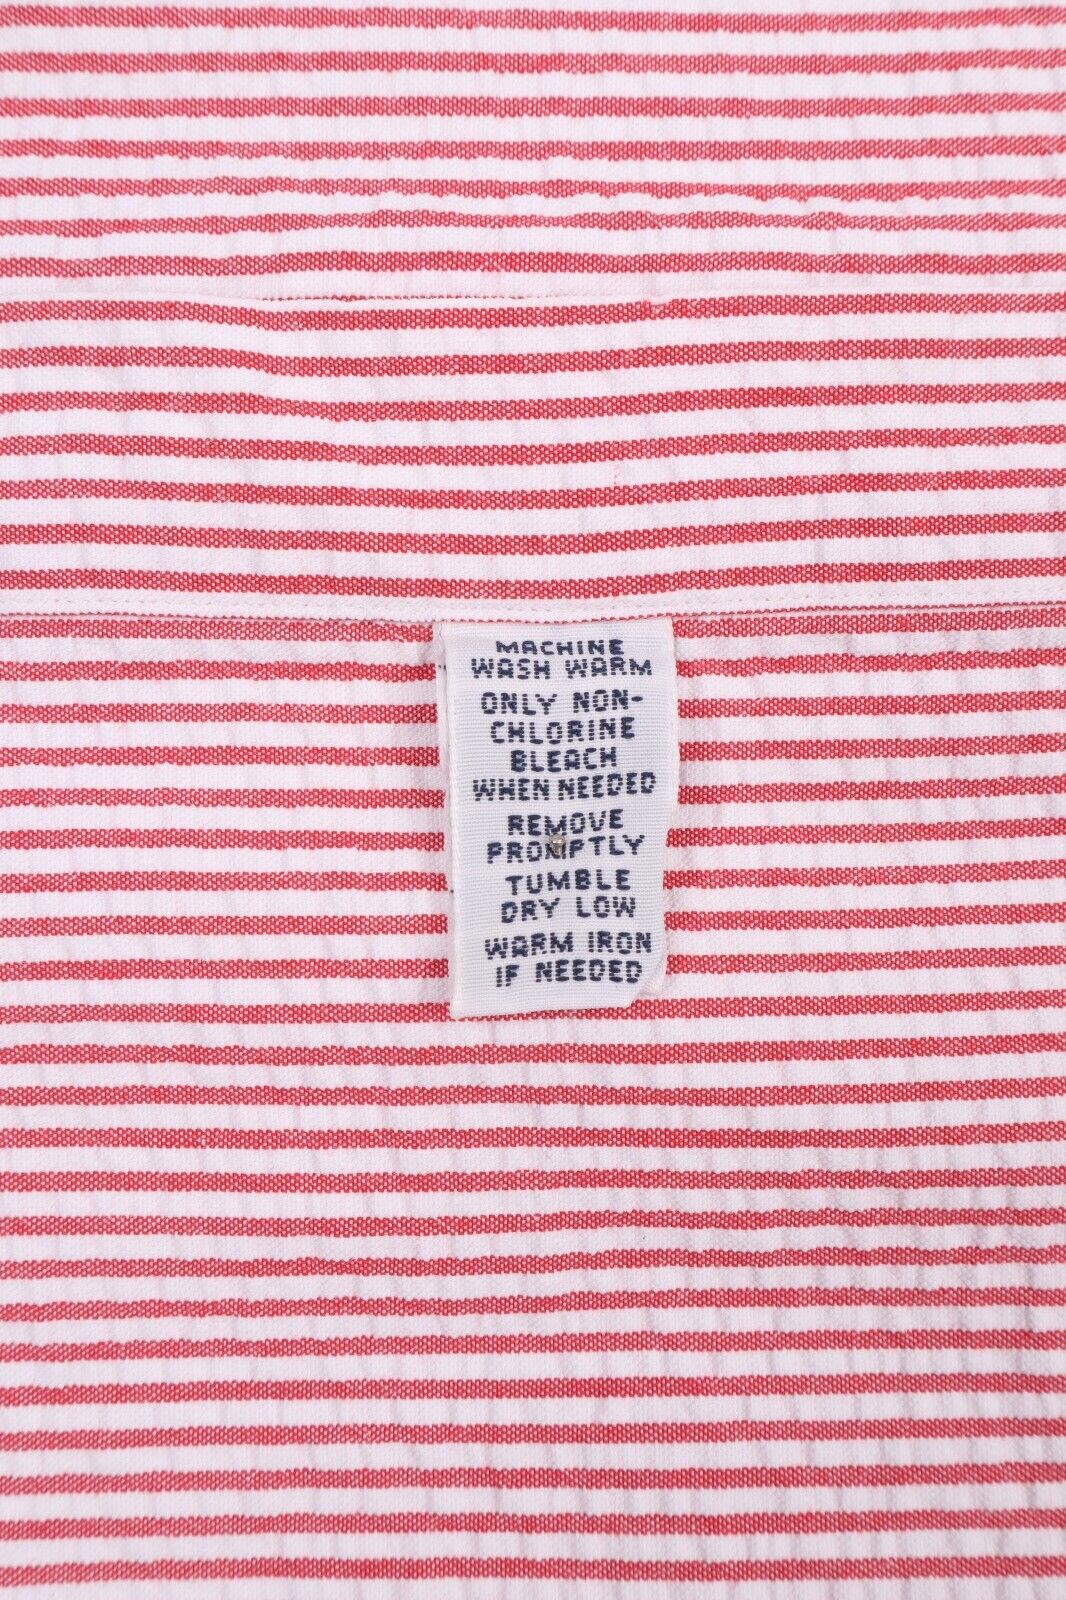 MACHINE
WASH WARM
ONLY NON-
CHLORINE
BLEACH
WHEN NEEDED
REMOVE
PROMPTLY
TUMBLE
DRY LOW
WARM IRON
IF NEEDED